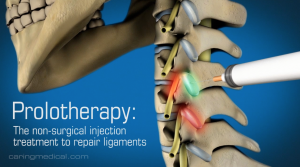 Prolotherapy:
The non-surgical injection
treatment to repair ligaments
caringmedical.com